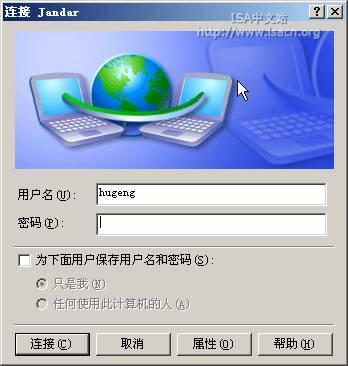 连接 Jandar
ISA中文站
http://www.isacn.org
用户名(U):
hugeng
密码(P):
为下面用户保存用户名和密码(S):
只是我(N)
任何使用此计算机的人(A)
连接(C) 取消 属性(O) 帮助(H)